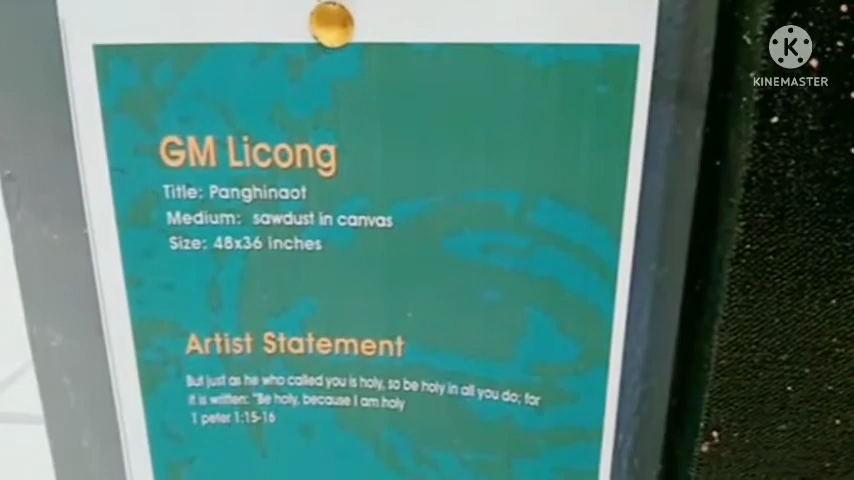 KINEMASTER
GM Licong
Title: Panghinaot
Medium: sawdust in canvas
Size: 48x36 inches
Artist Statement
But just as he who called you is holy, so be holy in all you do; for
it is written: "Be holy, because I am holy
1 peter 1:15-16